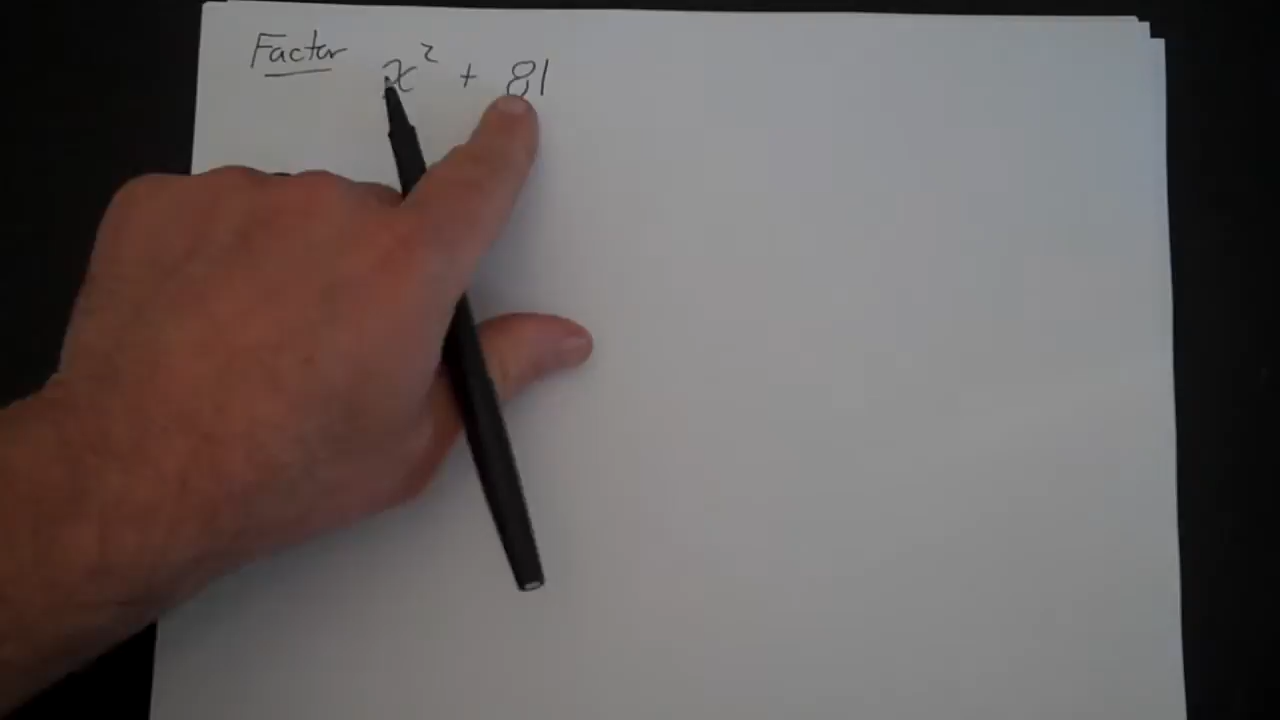 Factor x² + 81